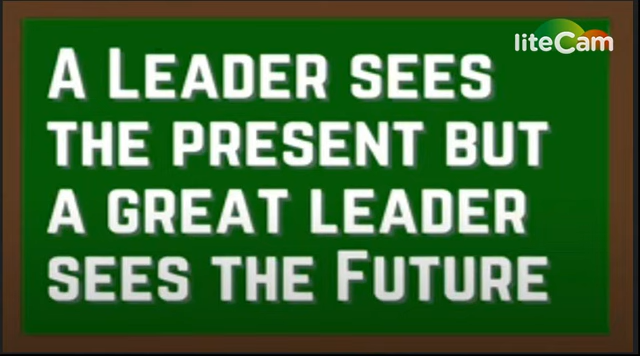 liteCam
A Leader sees
the present but
a great leader
sees the Future